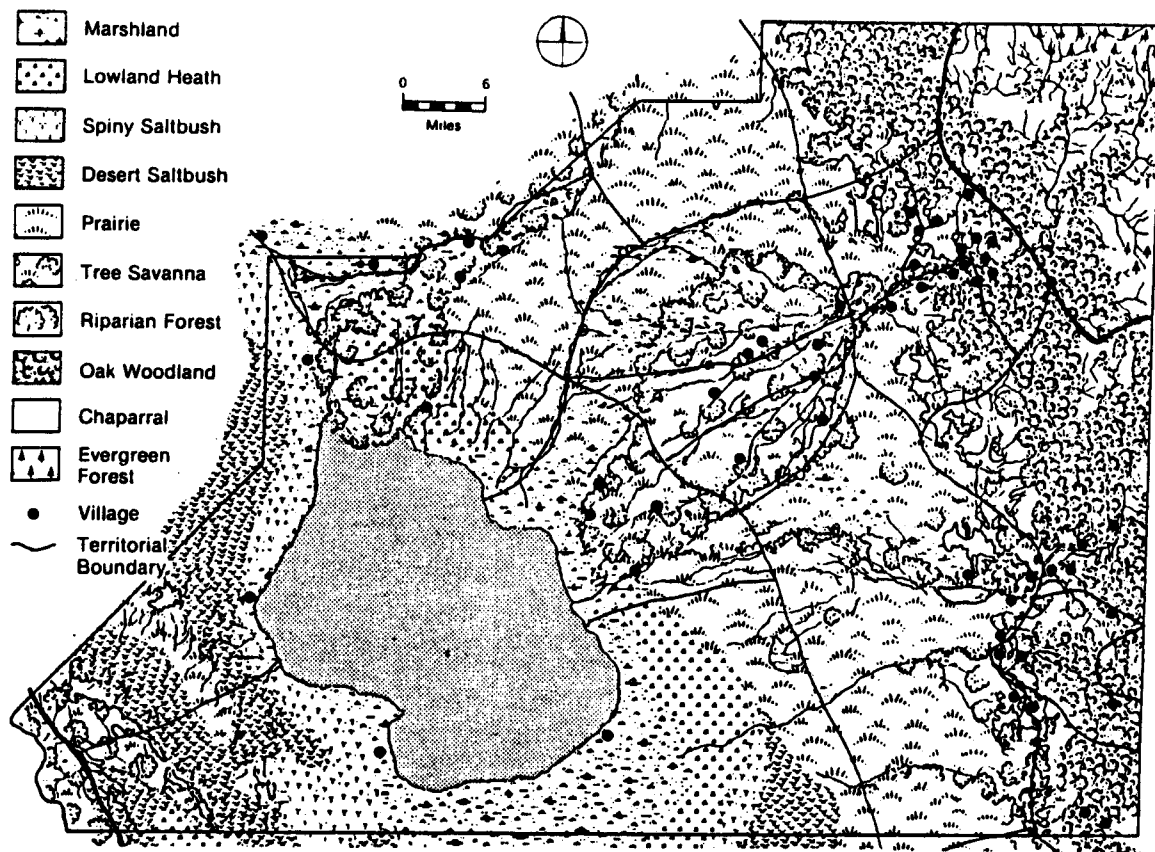 Marshland
Lowland Heath
Spiny Saltbush
Desert Saltbush
Prairie
Tree Savanna
Riparian Forest
Oak Woodland
Chaparral
Evergreen
Forest
Village
Territorial
Boundary
0 6
Miles